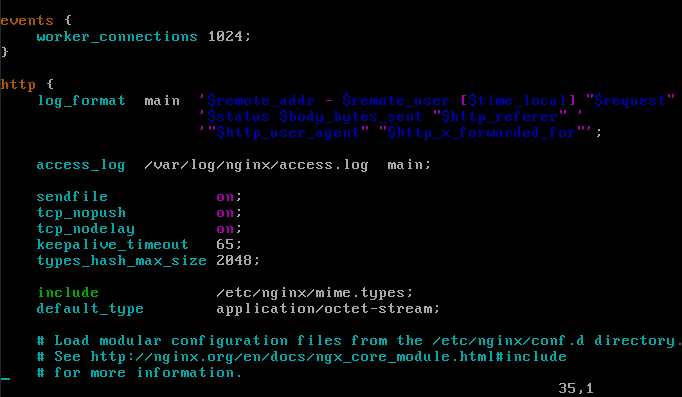 events {
    worker_connections 1024;
}
http {
    log_format  main  '$remote_addr - $remote_user [$time_local] "$request"
                      '$status $body_bytes_sent "$http_referer" '
                      '"$http_user_agent" "$http_x_forwarded_for"';
    access_log  /var/log/nginx/access.log  main;
    sendfile            on;
    tcp_nopush          on;
    tcp_nodelay         on;
    keepalive_timeout   65;
    types_hash_max_size 2048;
    include             /etc/nginx/mime.types;
    default_type        application/octet-stream;
    # Load modular configuration files from the /etc/nginx/conf.d directory.
    # See http://nginx.org/en/docs/ngx_core_module.html#include
    # for more information.
35,1